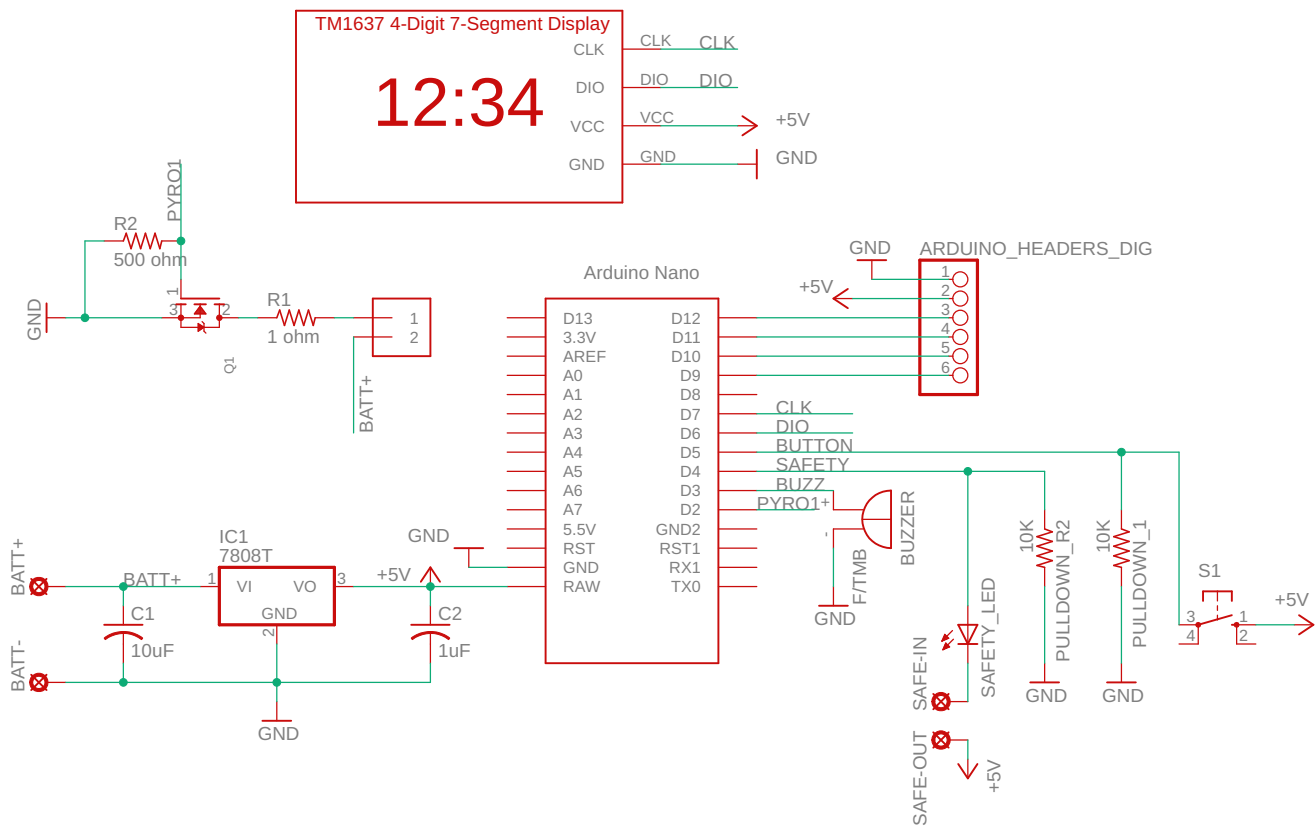 TM1637 4-Digit 7-Segment Display
CLK CLK CLK
DIO DIO DIO
12:34
VCC VCC +5V
GND GND GND
PYRO1
R2
500 ohm
GND
1
3 2
Q1
R1
1 ohm
1
2
BATT+
Arduino Nano
D13 D12
3.3V D11
AREF D10
A0 D9
A1 D8
A2 D7 CLK
A3 D6 DIO
A4 D5 BUTTON
A5 D4 SAFETY
A6 D3 BUZZ
A7 D2 PYRO1
5.5V GND2
RST RST1
GND RX1
RAW TX0
GND
ARDUINO_HEADERS_DIG
+5V
1
2
3
4
5
6
+
-
BUZZER
F/TMB
GND
IC1
7808T
BATT+
BATT+
1 VI VO 3
GND
2
+5V
GND
C1
10uF
C2
1uF
BATT-
GND
10K
PULLDOWN_R2
GND
10K
PULLDOWN_1
GND
SAFETY_LED
SAFE-IN
SAFE-OUT
+5V
S1
3 1
4 2
+5V